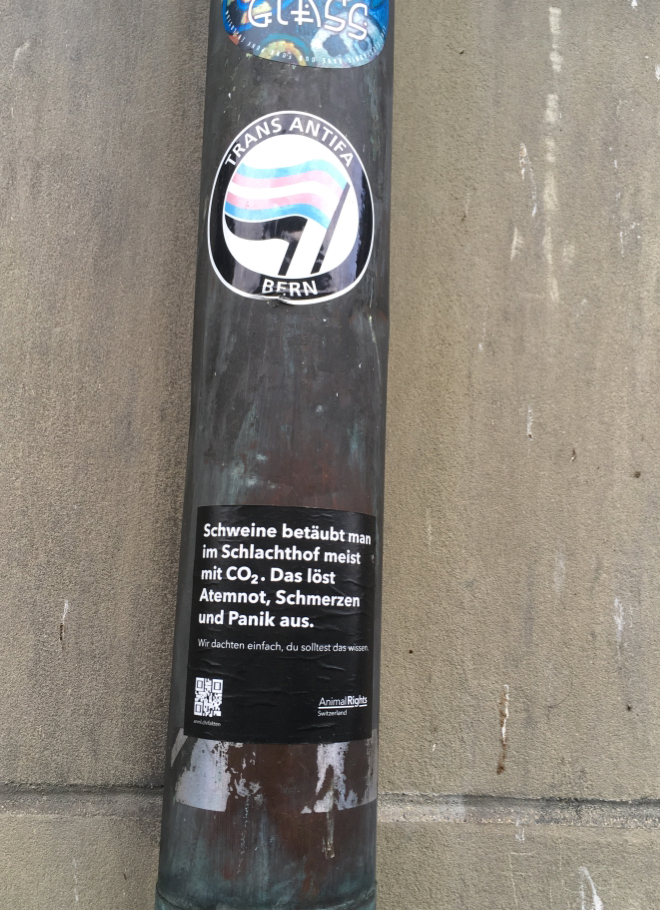 TRANS ANTIFA
BERN
Schweine betäubt man
im Schlachthof meist
mit CO₂. Das löst
Atemnot, Schmerzen
und Panik aus.
Wir dachten einfach, du solltest das wissen.
AnimalRights
Switzerland